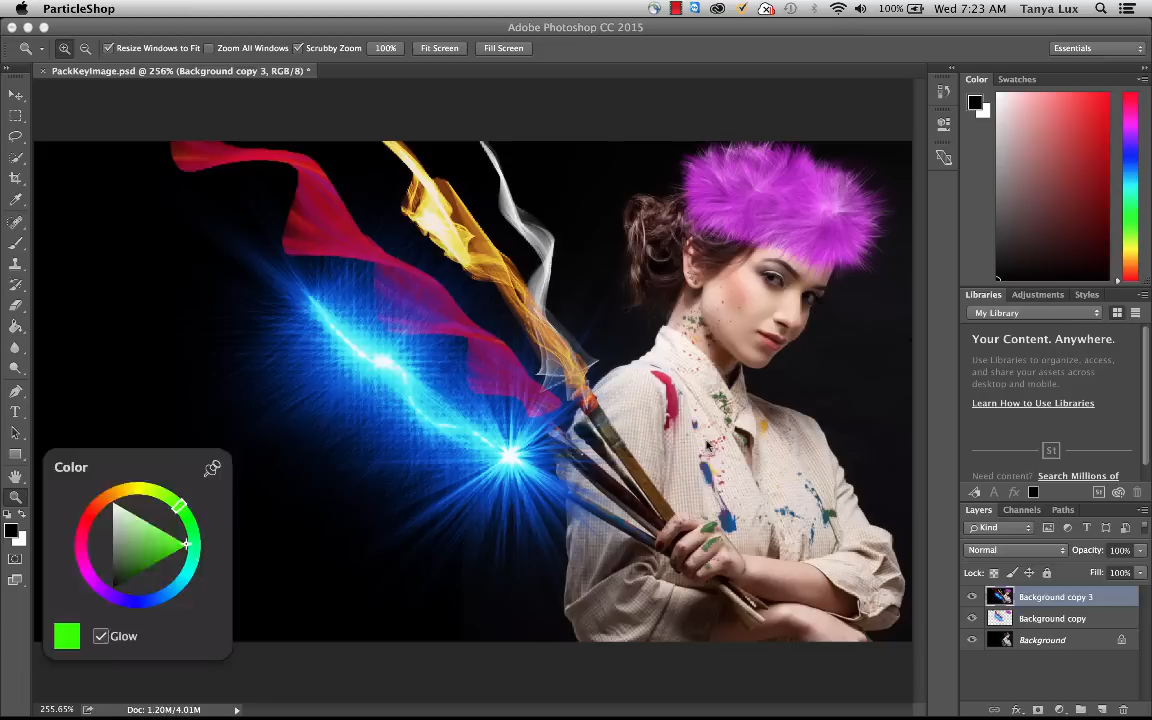 ParticleShop 100% Wed 7:23 AM Tanya Lux
Adobe Photoshop CC 2015
Resize Windows to Fit Zoom All Windows Scrubby Zoom 100% Fit Screen Fill Screen Essentials
PackKeyImage.psd @ 256% (Background copy 3, RGB/8) *
Color Swatches
Libraries Adjustments Styles
My Library
Your Content. Anywhere.
Use Libraries to organize, access,
and share your assets across
desktop and mobile.
Learn How to Use Libraries
St
Need content? Search Millions of
A fx St
Layers Channels Paths
Kind T
Normal Opacity: 100%
Lock: Fill: 100%
Background copy 3
Background copy
Background
fx
T
Color
Glow
255.65% Doc: 1.20M/4.01M